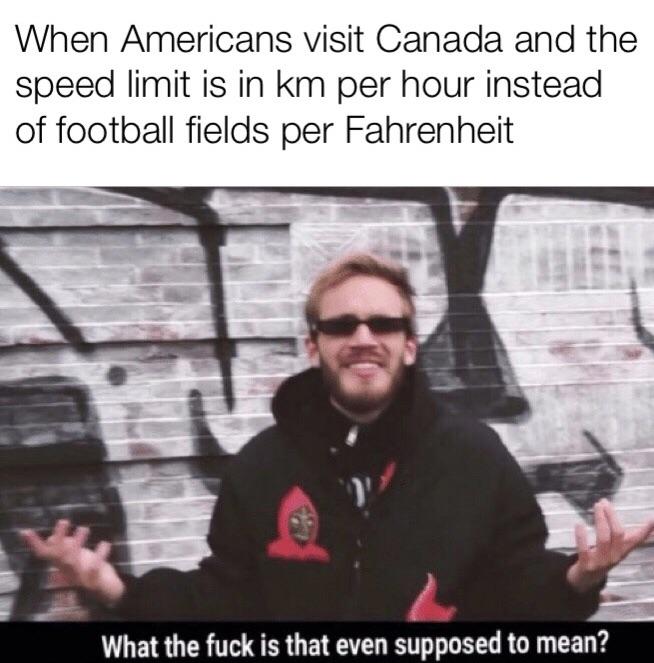 When Americans visit Canada and the
speed limit is in km per hour instead
of football fields per Fahrenheit
What the fuck is that even supposed to mean?